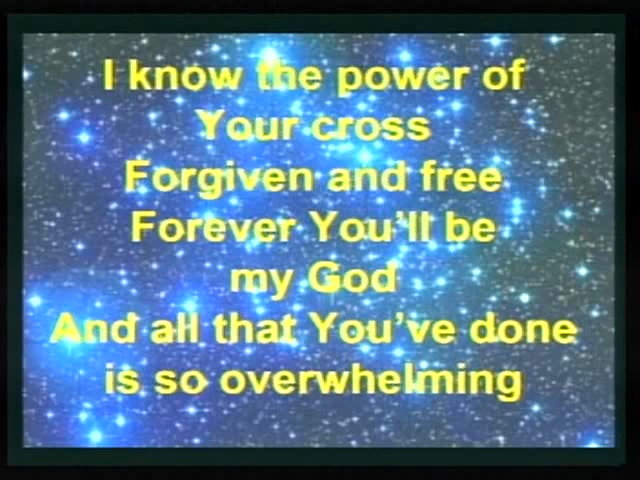 I know the power of
Your cross
Forgiven and free
Forever You'll be
my God
And all that You've done
is so overwhelming